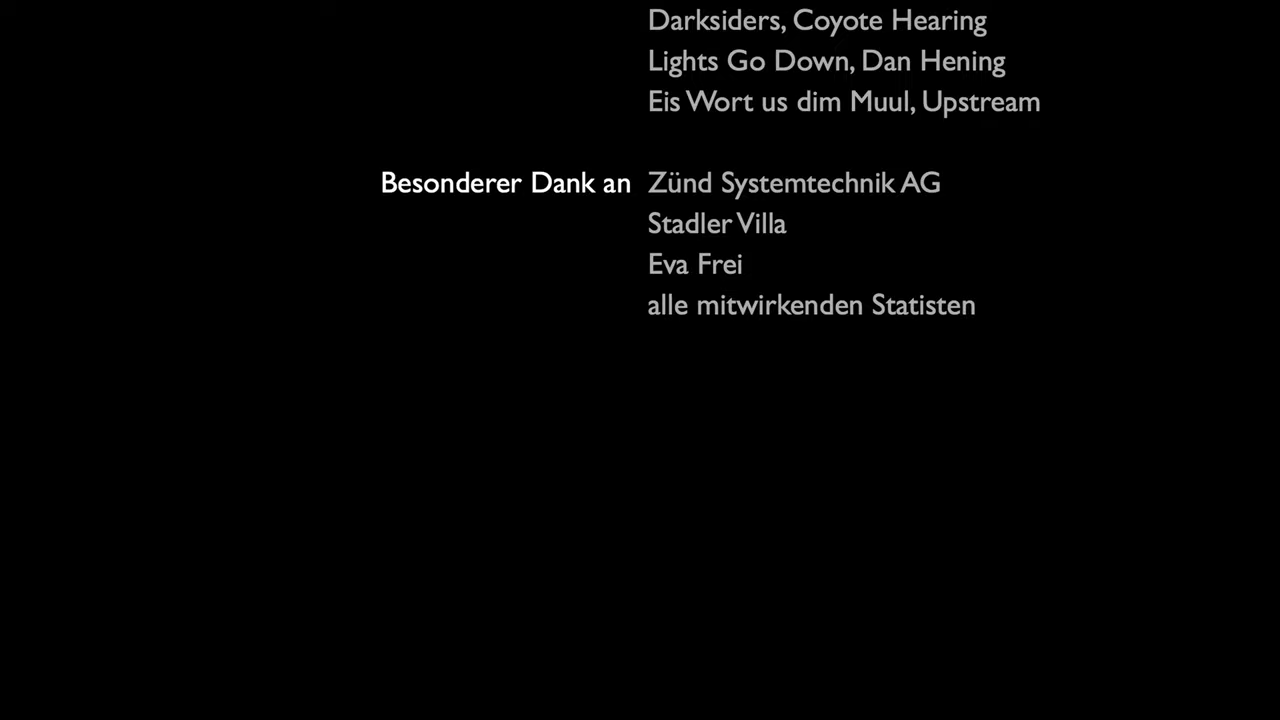 Darksiders, Coyote Hearing
Lights Go Down, Dan Hening
Eis Wort us dim Muul, Upstream
Besonderer Dank an Zünd Systemtechnik AG
Stadler Villa
Eva Frei
alle mitwirkenden Statisten